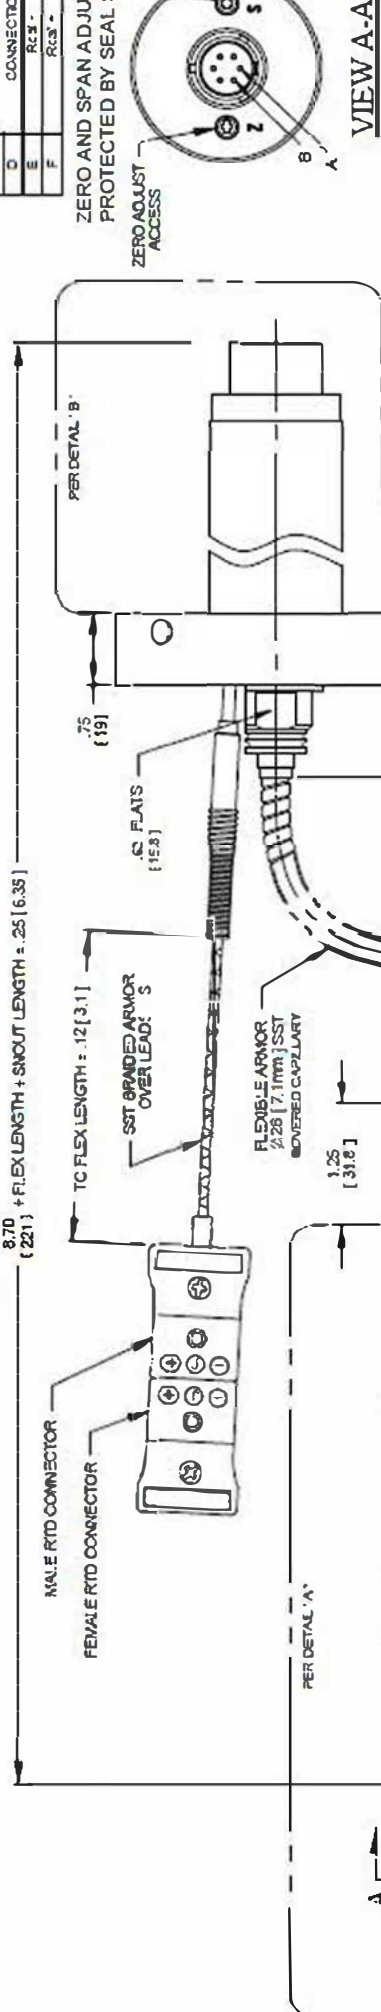 CONNECTIO
D
E
F
ZERO AND SPAN ADJU
PROTECTED BY SEAL S
ZERO ADJUST
ACCESS
S
Z
B
A
VIEW A-A
8.70
[221]
+ FLEX LENGTH + SNOUT LENGTH ± .25 [6.35]
PER DETAIL 'B'
.75
[19]
.62 FLATS
[15.8]
TC FLEX LENGTH ± .12 [3.1]
SST BRAIDED ARMOR
OVER LEADS
FLEXIBLE ARMOR
[7.1mm] SST
COVERED CAPILLARY
1.25
[31.8]
MALE RTD CONNECTOR
FEMALE RTD CONNECTOR
PER DETAIL 'A'
A